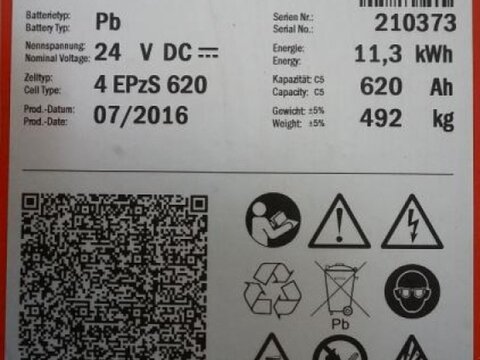 Batterietyp: Pb Serien Nr.: 210373
Battery Typ: Serial No.:
Nennspannung: 24 V DC Energie: 11,3 kWh
Nominal Voltage: Energy:
Zelltyp: 4 EPzS 620 Kapazität: C5 620 Ah
Cell Type: Capacity: C5
Prod.-Datum: 07/2016 Gewicht: ±5% 492 kg
Prod.-Date: Weight: ±5%
Pb